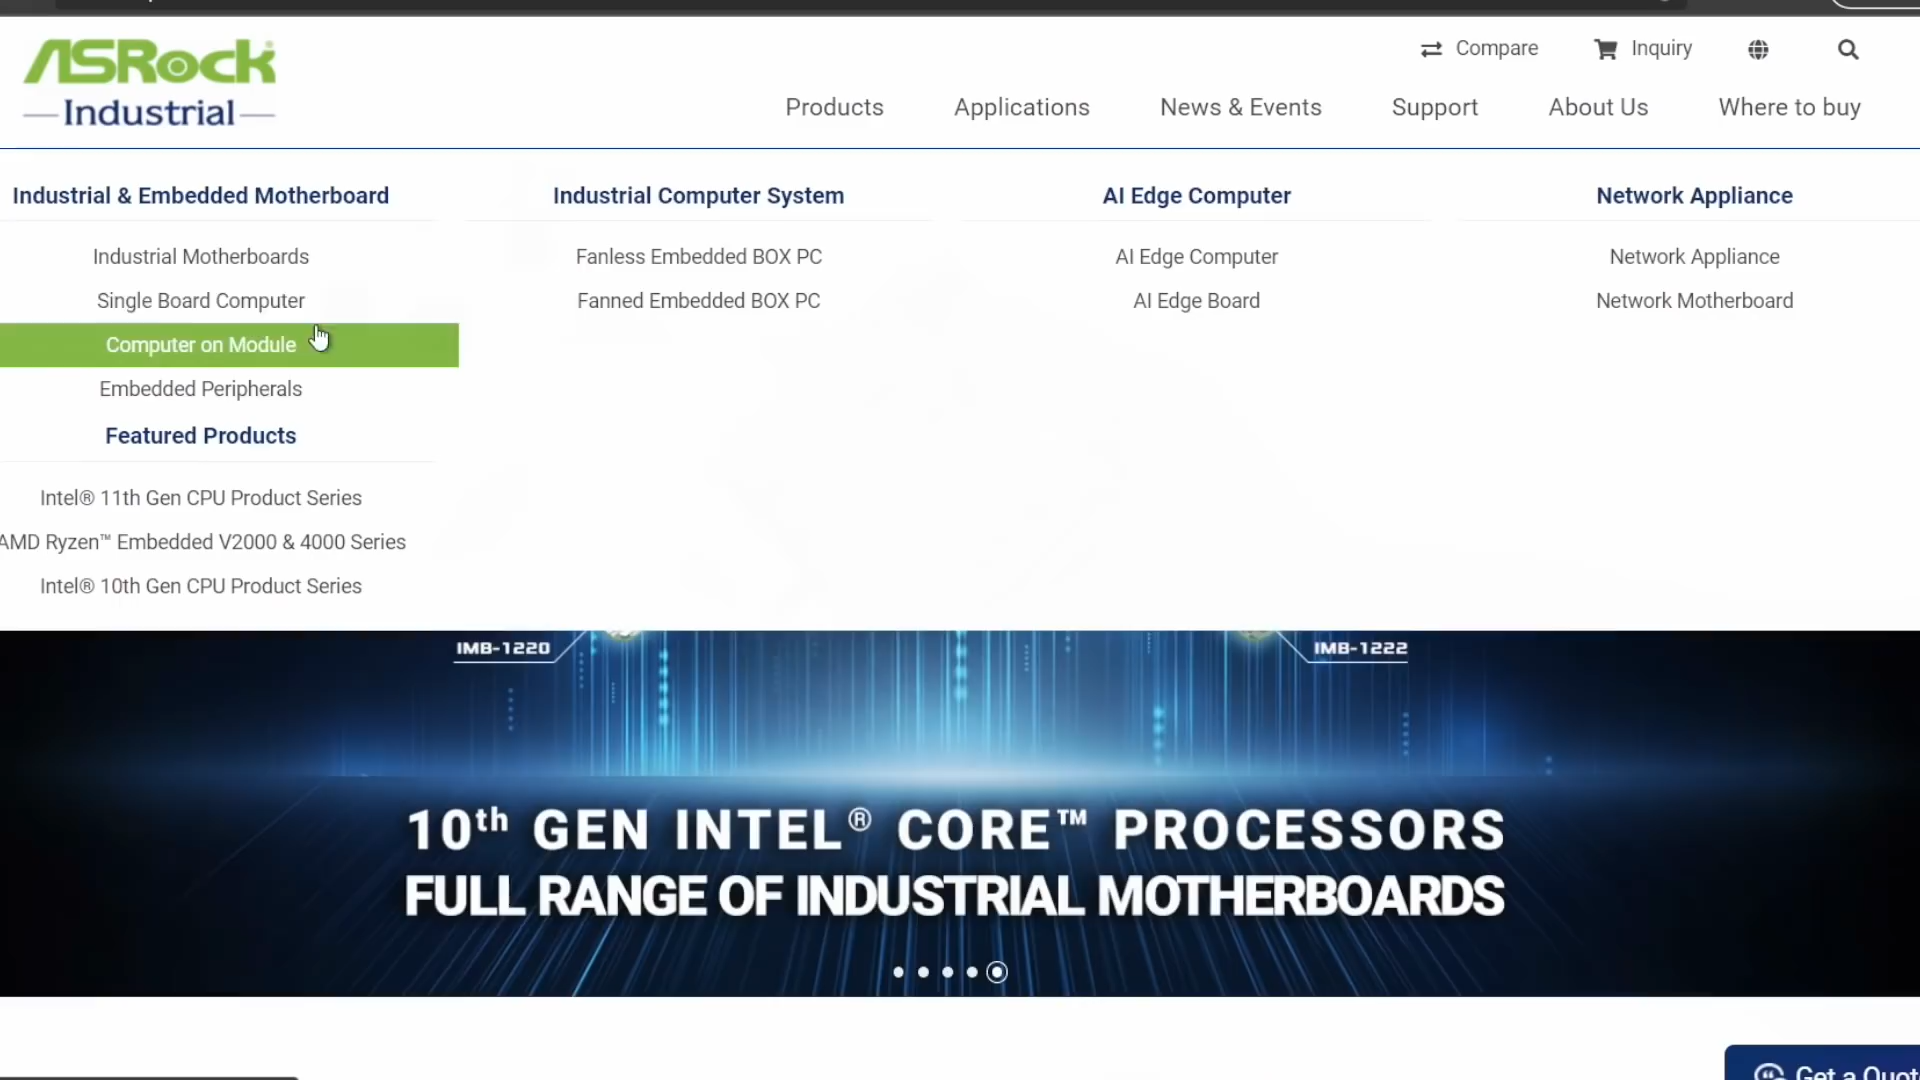 ASRock
Industrial
Compare
Inquiry
Products
Applications
News & Events
Support
About Us
Where to buy
Industrial & Embedded Motherboard
Industrial Motherboards
Single Board Computer
Computer on Module
Embedded Peripherals
Featured Products
Intel® 11th Gen CPU Product Series
AMD Ryzen™ Embedded V2000 & 4000 Series
Intel® 10th Gen CPU Product Series
Industrial Computer System
Fanless Embedded BOX PC
Fanned Embedded BOX PC
AI Edge Computer
AI Edge Computer
AI Edge Board
Network Appliance
Network Appliance
Network Motherboard
IMB-1220
IMB-1222
10th GEN INTEL® CORE™ PROCESSORS
FULL RANGE OF INDUSTRIAL MOTHERBOARDS
Get a Quot